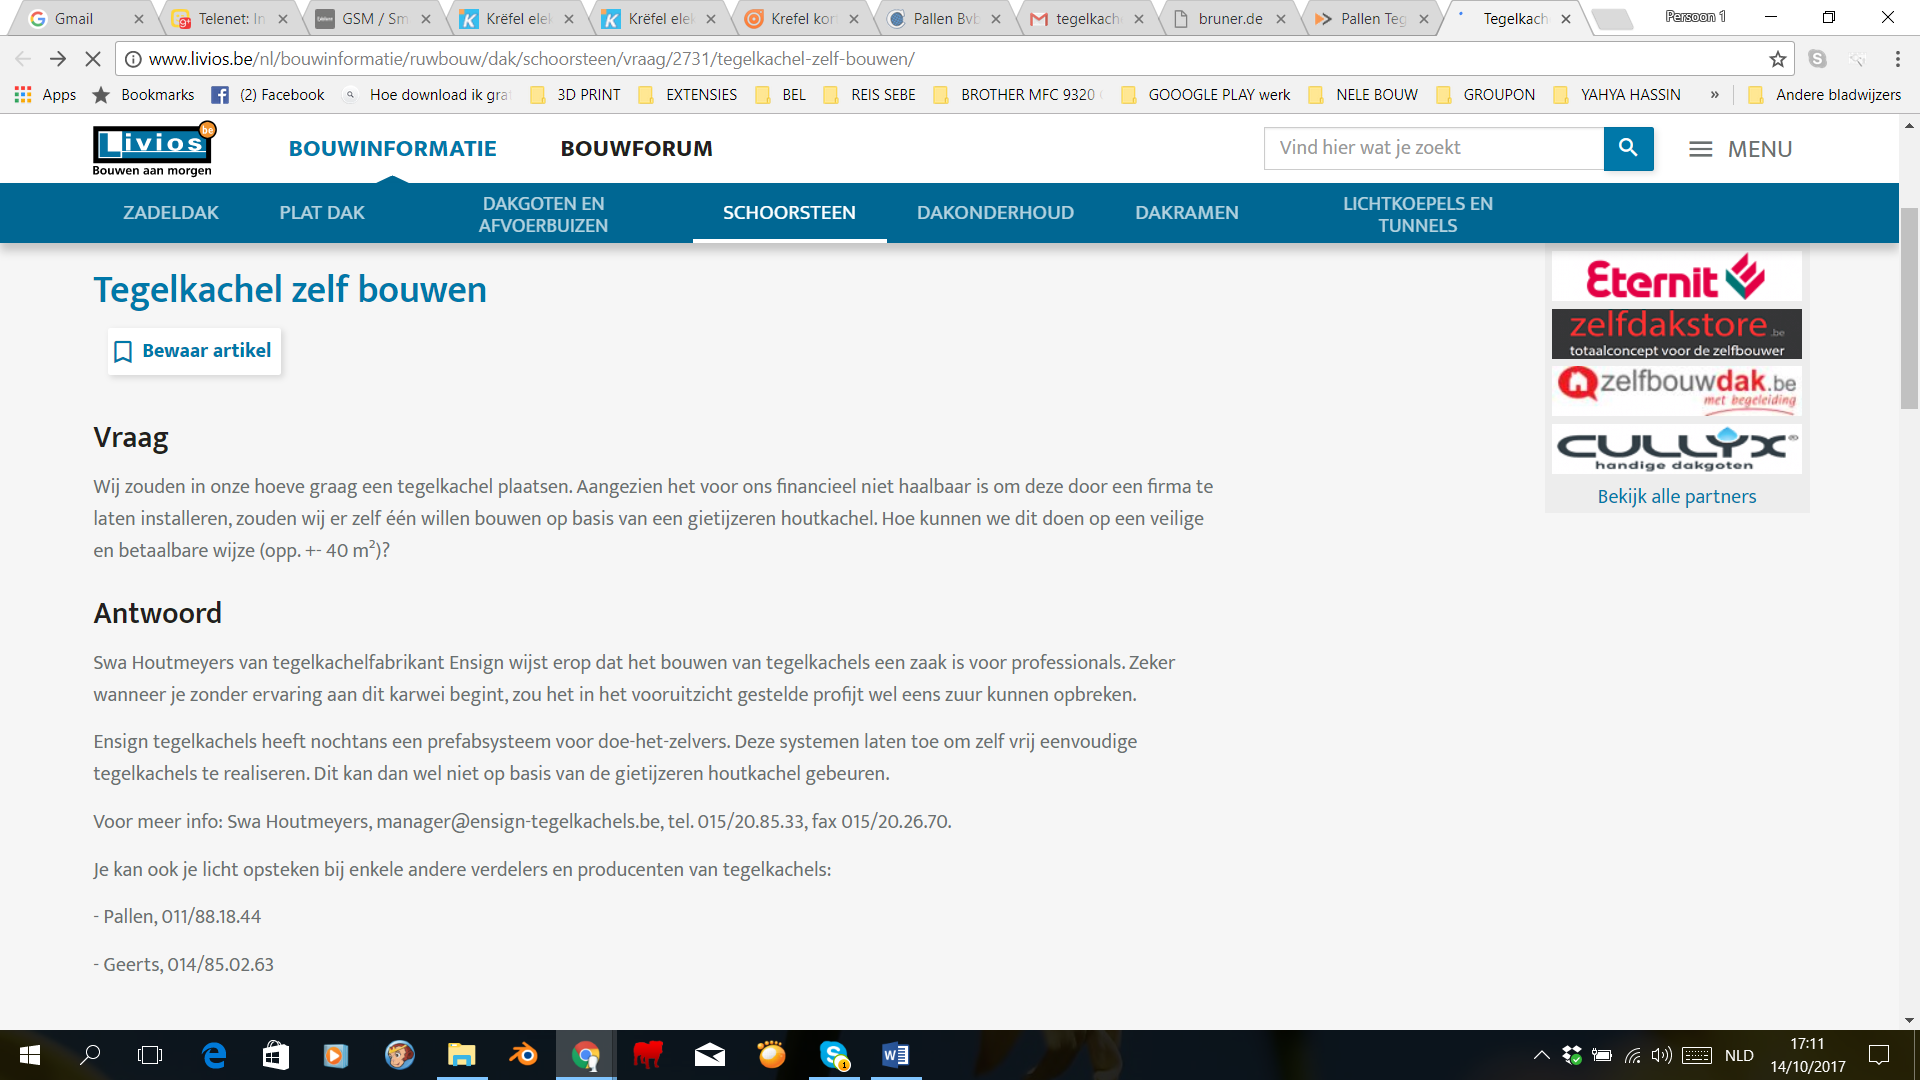 Gmail
Telenet: In
GSM / Sm
Krëfel elek
Krëfel elek
Krefel kor
Pallen Bvb
tegelkache
bruner.de
Pallen Teg
Tegelkach
Persoon 1
www.livios.be/nl/bouwinformatie/ruwbouw/dak/schoorsteen/vraag/2731/tegelkachel-zelf-bouwen/
Apps Bookmarks (2) Facebook Hoe download ik gra 3D PRINT EXTENSIES BEL REIS SEBE BROTHER MFC 9320 GOOOGLE PLAY werk NELE BOUW GROUPON YAHYA HASSIN » Andere bladwijzers
Livios be
Bouwen aan morgen
BOUWINFORMATIE BOUWFORUM
Vind hier wat je zoekt
MENU
ZADELDAK
PLAT DAK
DAKGOTEN EN
AFVOERBUIZEN
SCHOORSTEEN
DAKONDERHOUD
DAKRAMEN
LICHTKOEPELS EN
TUNNELS
Tegelkachel zelf bouwen
Bewaar artikel
Vraag
Wij zouden in onze hoeve graag een tegelkachel plaatsen. Aangezien het voor ons financieel niet haalbaar is om deze door een firma te
laten installeren, zouden wij er zelf één willen bouwen op basis van een gietijzeren houtkachel. Hoe kunnen we dit doen op een veilige
en betaalbare wijze (opp. +- 40 m²)?
Antwoord
Swa Houtmeyers van tegelkachelfabrikant Ensign wijst erop dat het bouwen van tegelkachels een zaak is voor professionals. Zeker
wanneer je zonder ervaring aan dit karwei begint, zou het in het vooruitzicht gestelde profijt wel eens zuur kunnen opbreken.
Ensign tegelkachels heeft nochtans een prefabsysteem voor doe-het-zelvers. Deze systemen laten toe om zelf vrij eenvoudige
tegelkachels te realiseren. Dit kan dan wel niet op basis van de gietijzeren houtkachel gebeuren.
Voor meer info: Swa Houtmeyers, manager@ensign-tegelkachels.be, tel. 015/20.85.33, fax 015/20.26.70.
Je kan ook je licht opsteken bij enkele andere verdelers en producenten van tegelkachels:
- Pallen, 011/88.18.44
- Geerts, 014/85.02.63
Eternit
zelfdakstore.be
totaalconcept voor de zelfbouwer
zelfbouwdak.be
met begeleiding
CULLYX®
handige dakgoten
Bekijk alle partners
1
NLD
17:11
14/10/2017